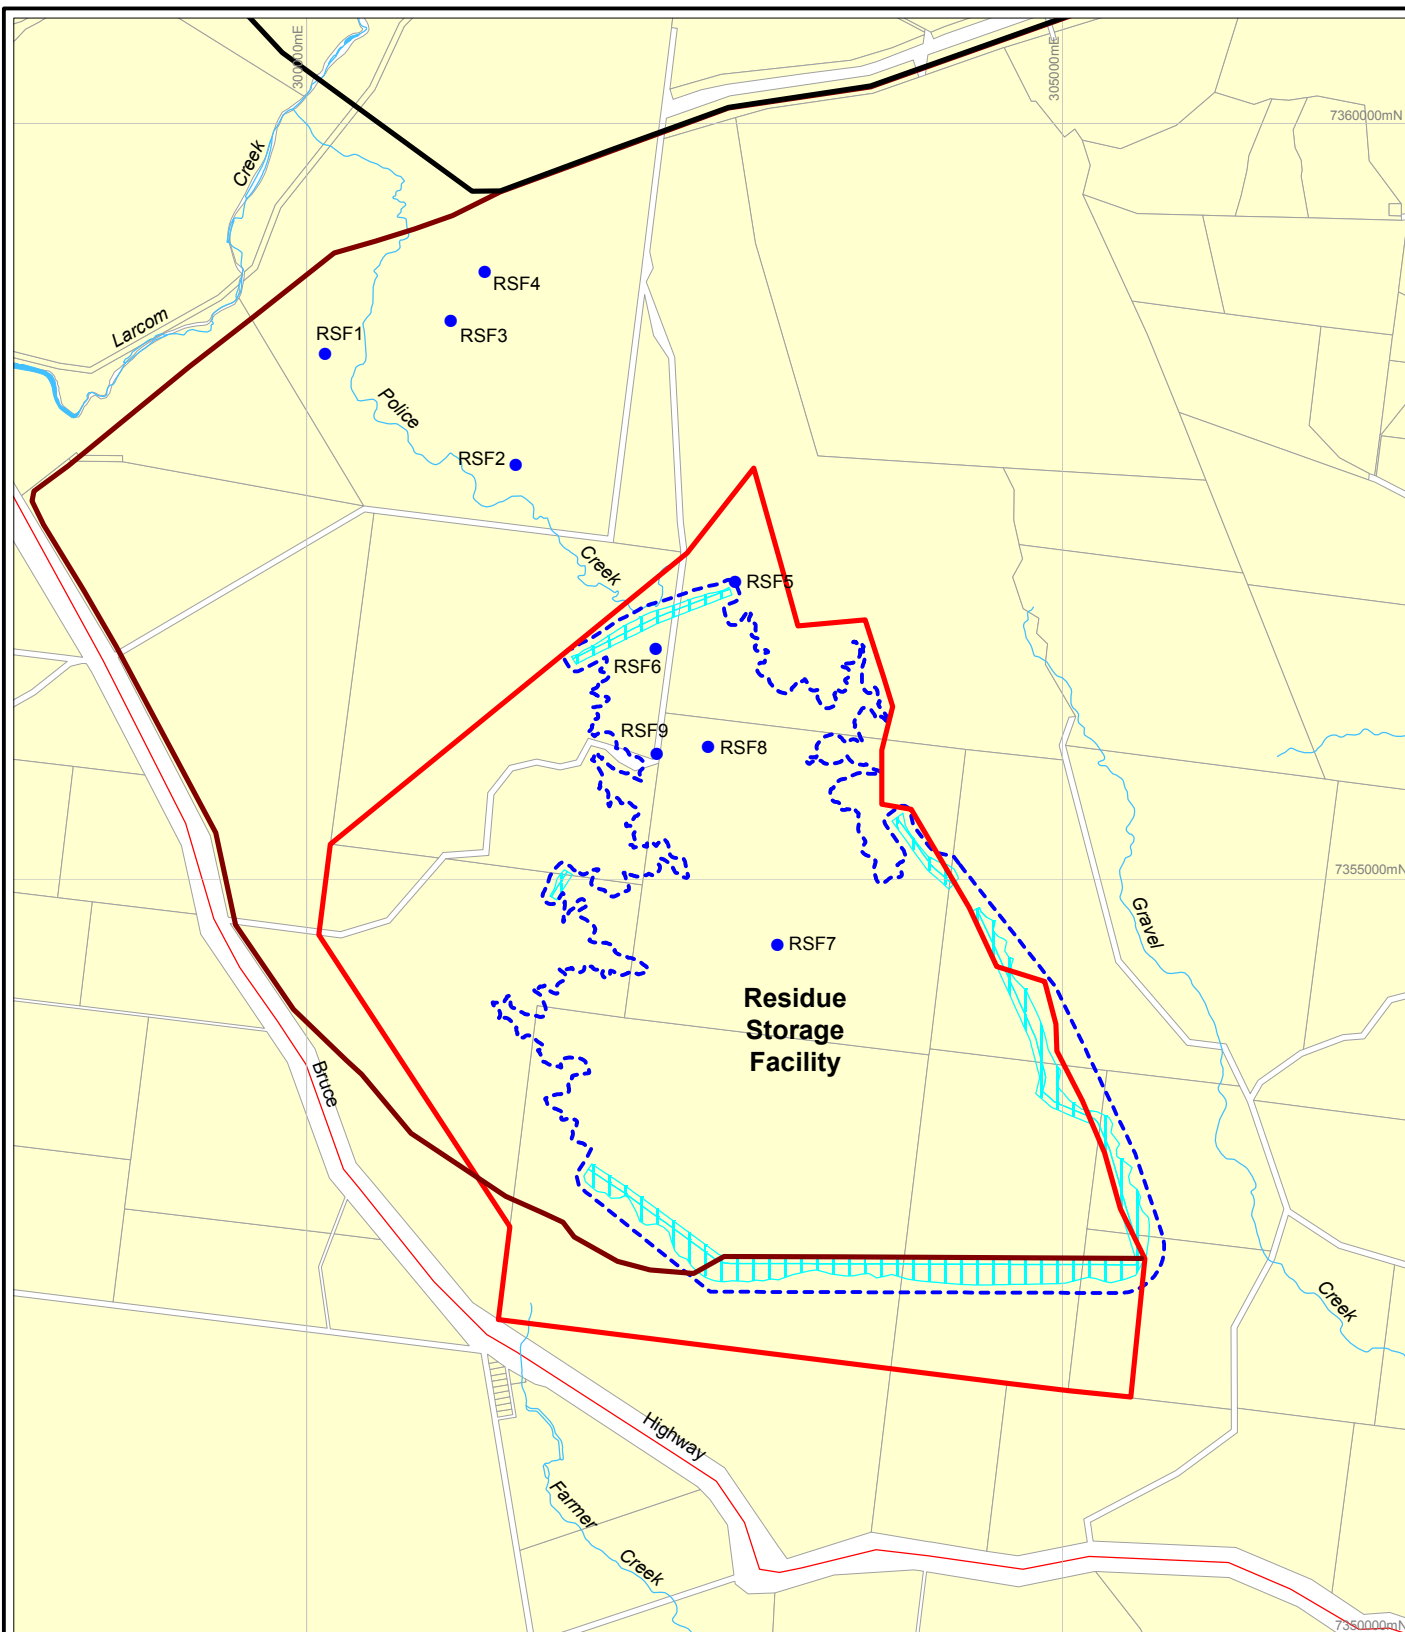 300000mE
305000mE
7360000mN
Creek
RSF4
RSF3
Larcom
RSF1
Police
RSF2
Creek
RSF5
RSF6
RSF9
RSF8
7355000mN
Gravel
RSF7
Residue
Storage
Facility
Bruce
Creek
Highway
Farmer
Creek
7350000mN